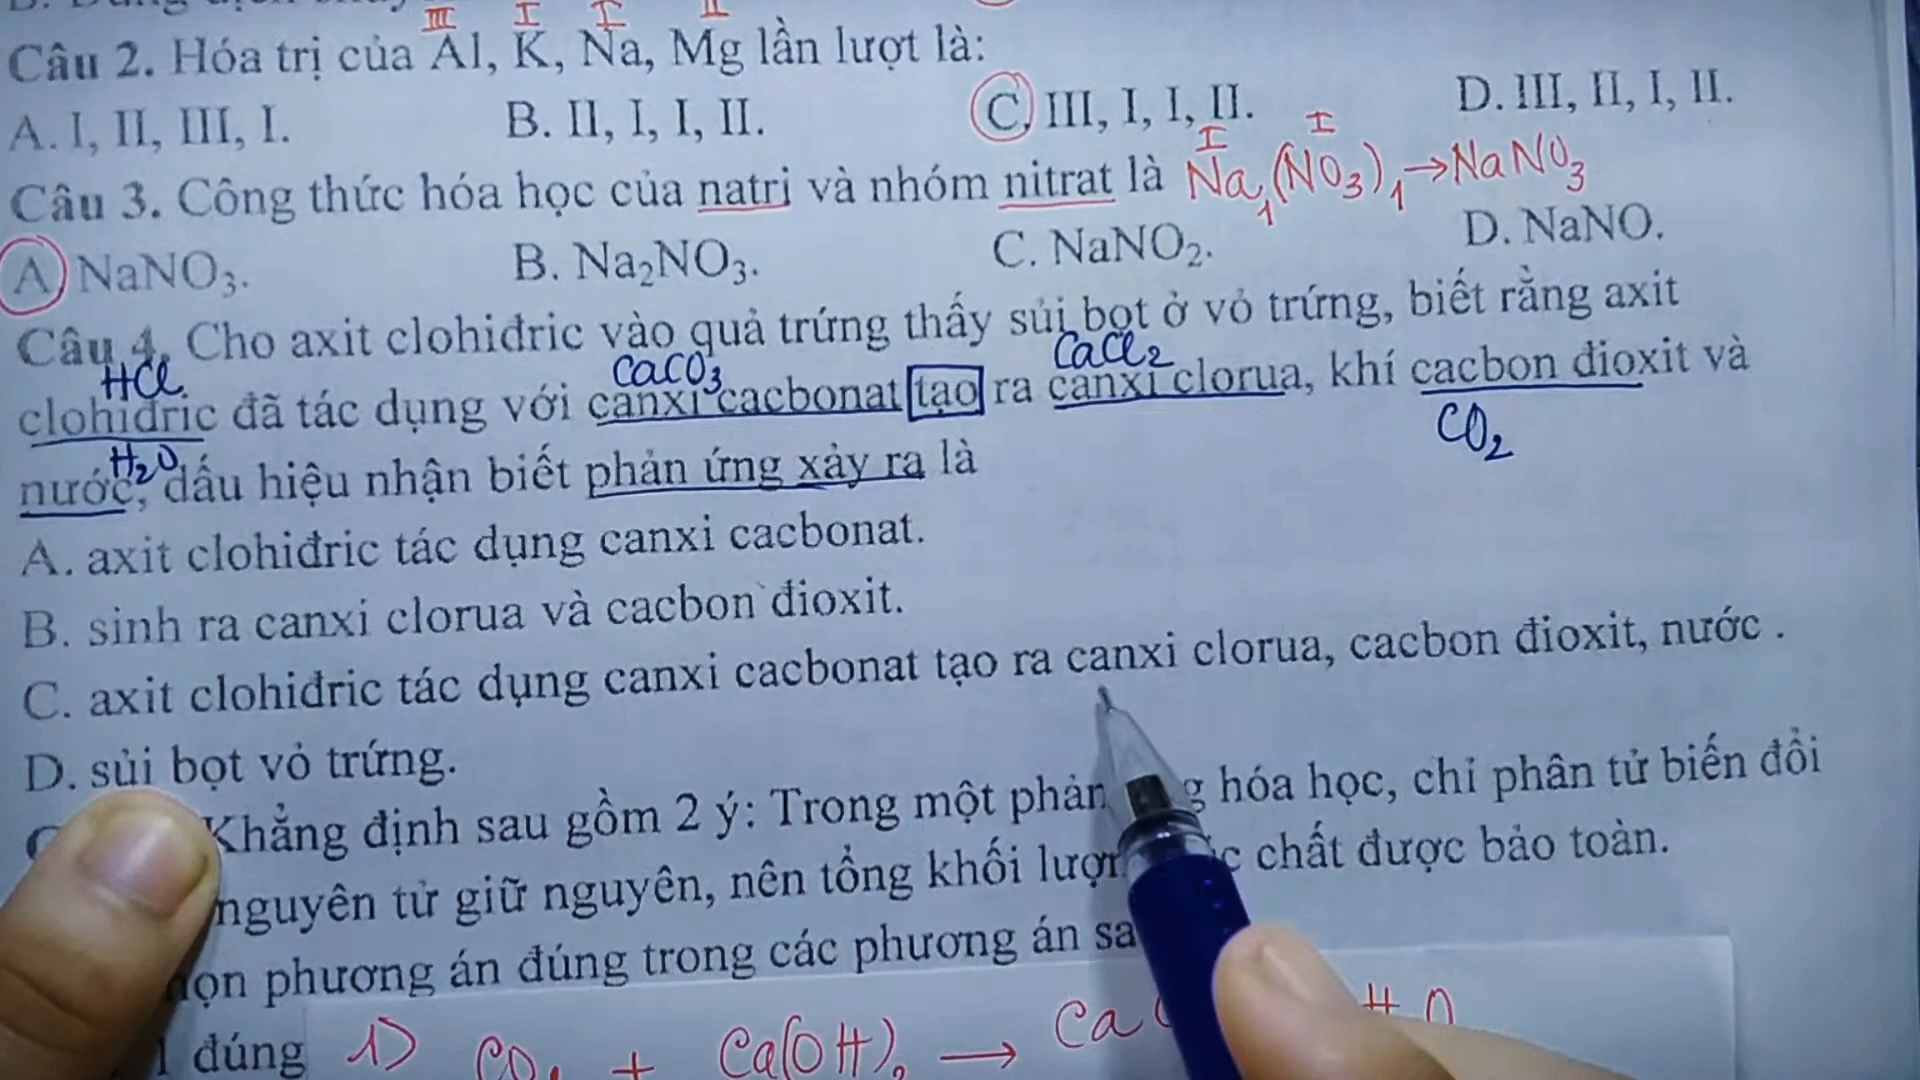 III I I II
Câu 2. Hóa trị của Al, K, Na, Mg lần lượt là:
A. I, II, III, I. B. II, I, I, II. C. III, I, I, II. D. III, II, I, II.
I I
Câu 3. Công thức hóa học của natri và nhóm nitrat là Na₁(NO₃)₁→NaNO₃
A NaNO₃. B. Na₂NO₃. C. NaNO₂. D. NaNO.
Câu 4. Cho axit clohiđric vào quả trứng thấy sủi bọt ở vỏ trứng, biết rằng axit
HCl CaCO₃ CaCl₂
clohiđric đã tác dụng với canxi cacbonat tạo ra canxi clorua, khí cacbon đioxit và
H₂O CO₂
nước, dấu hiệu nhận biết phản ứng xảy ra là
A. axit clohiđric tác dụng canxi cacbonat.
B. sinh ra canxi clorua và cacbon đioxit.
C. axit clohiđric tác dụng canxi cacbonat tạo ra canxi clorua, cacbon đioxit, nước .
D. sủi bọt vỏ trứng.
Khẳng định sau gồm 2 ý: Trong một phản hóa học, chỉ phân tử biến đổi
nguyên tử giữ nguyên, nên tổng khối chất được bảo toàn.
phương án đúng trong các phương án
đúng 1) CO₂ + Ca(OH)₂ →